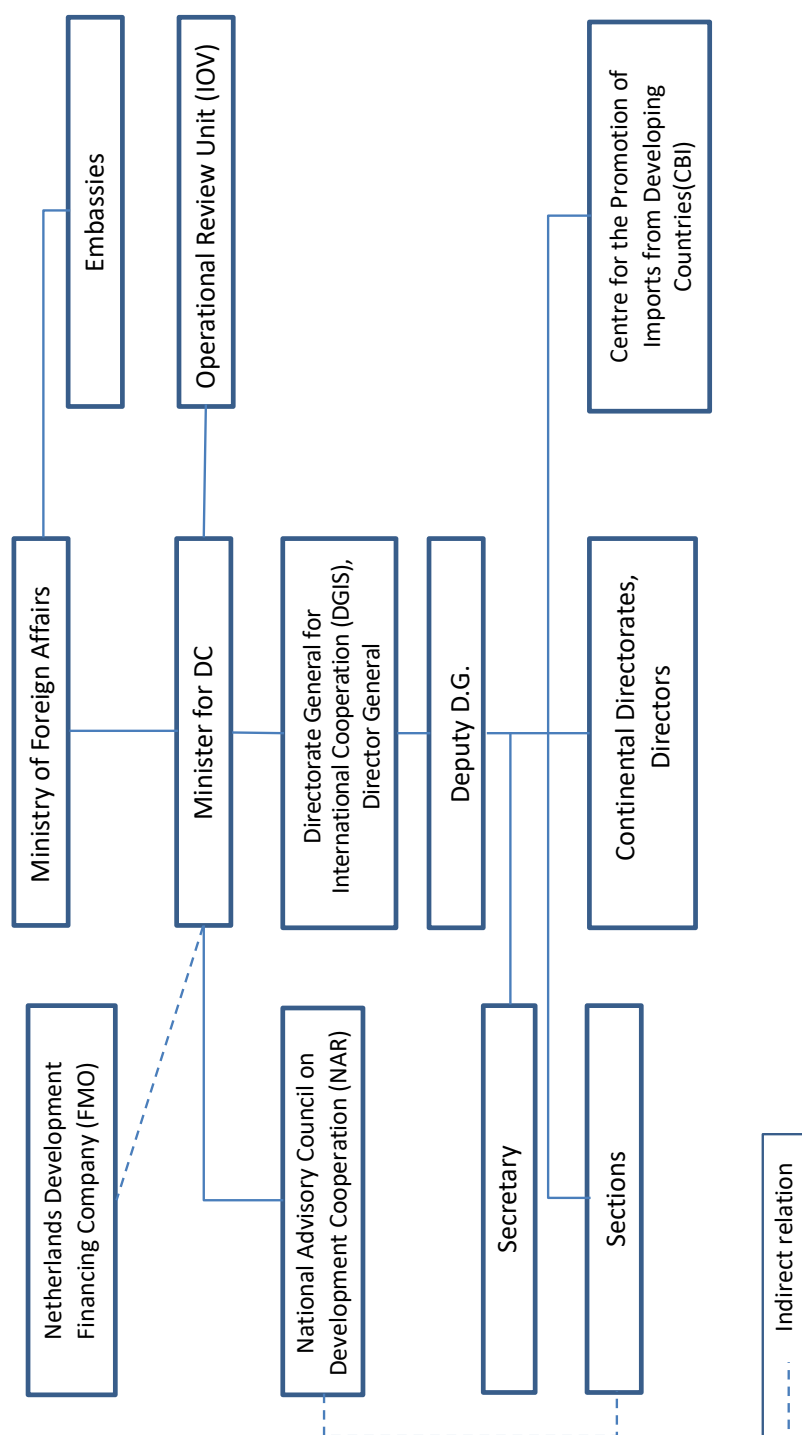 Ministry of Foreign Affairs
Embassies
Netherlands Development
Financing Company (FMO)
Minister for DC
Operational Review Unit (IOV)
National Advisory Council on
Development Cooperation (NAR)
Directorate General for
International Cooperation (DGIS),
Director General
Deputy D.G.
Secretary
Sections
Continental Directorates,
Directors
Centre for the Promotion of
Imports from Developing
Countries(CBI)
Indirect relation